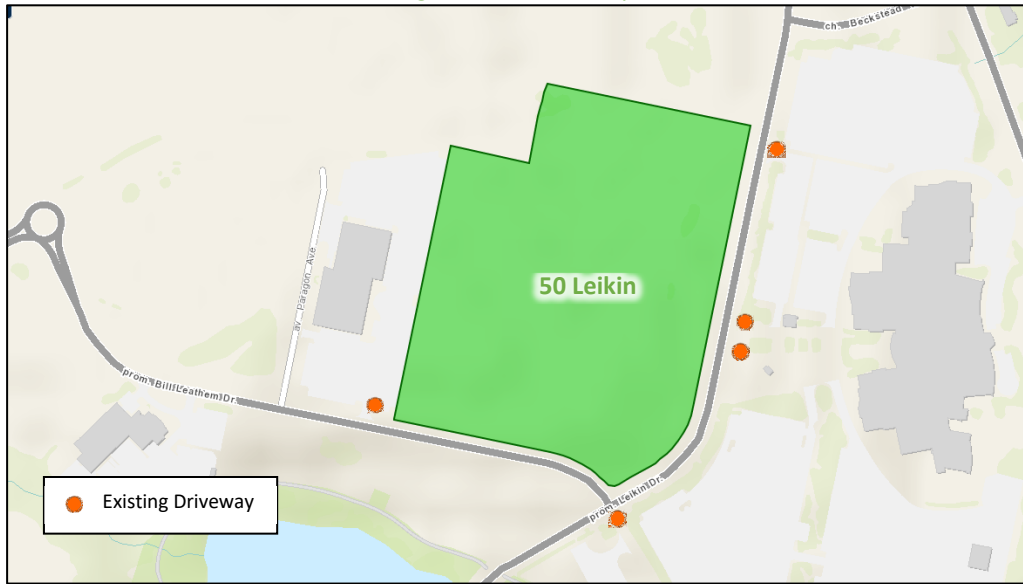 ch. Beckstead
av. Paragon Ave
50 Leikin
prom. Bill Leathem Dr.
prom. Leikin Dr.
Existing Driveway